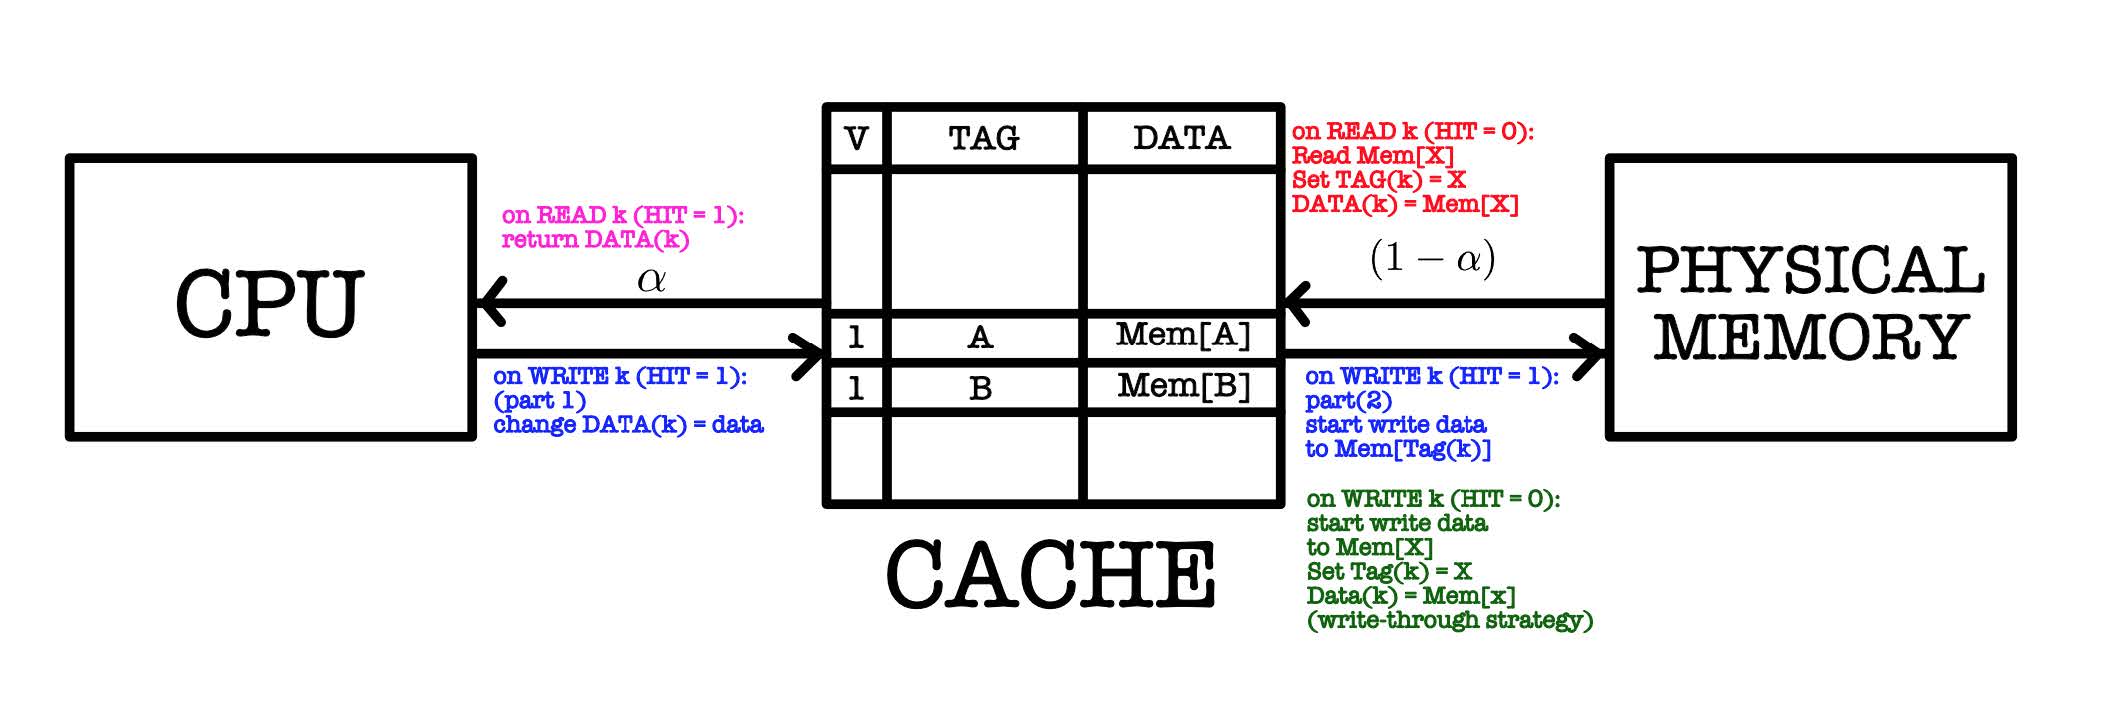 CPU
on READ k (HIT = 1):
return DATA(k)
α
on WRITE k (HIT = 1):
(part 1)
change DATA(k) = data
V TAG DATA
1 A Mem[A]
1 B Mem[B]
CACHE
on READ k (HIT = 0):
Read Mem[X]
Set TAG(k) = X
DATA(k) = Mem[X]
(1 − α)
on WRITE k (HIT = 1):
part(2)
start write data
to Mem[Tag(k)]
on WRITE k (HIT = 0):
start write data
to Mem[X]
Set Tag(k) = X
Data(k) = Mem[x]
(write-through strategy)
PHYSICAL
MEMORY